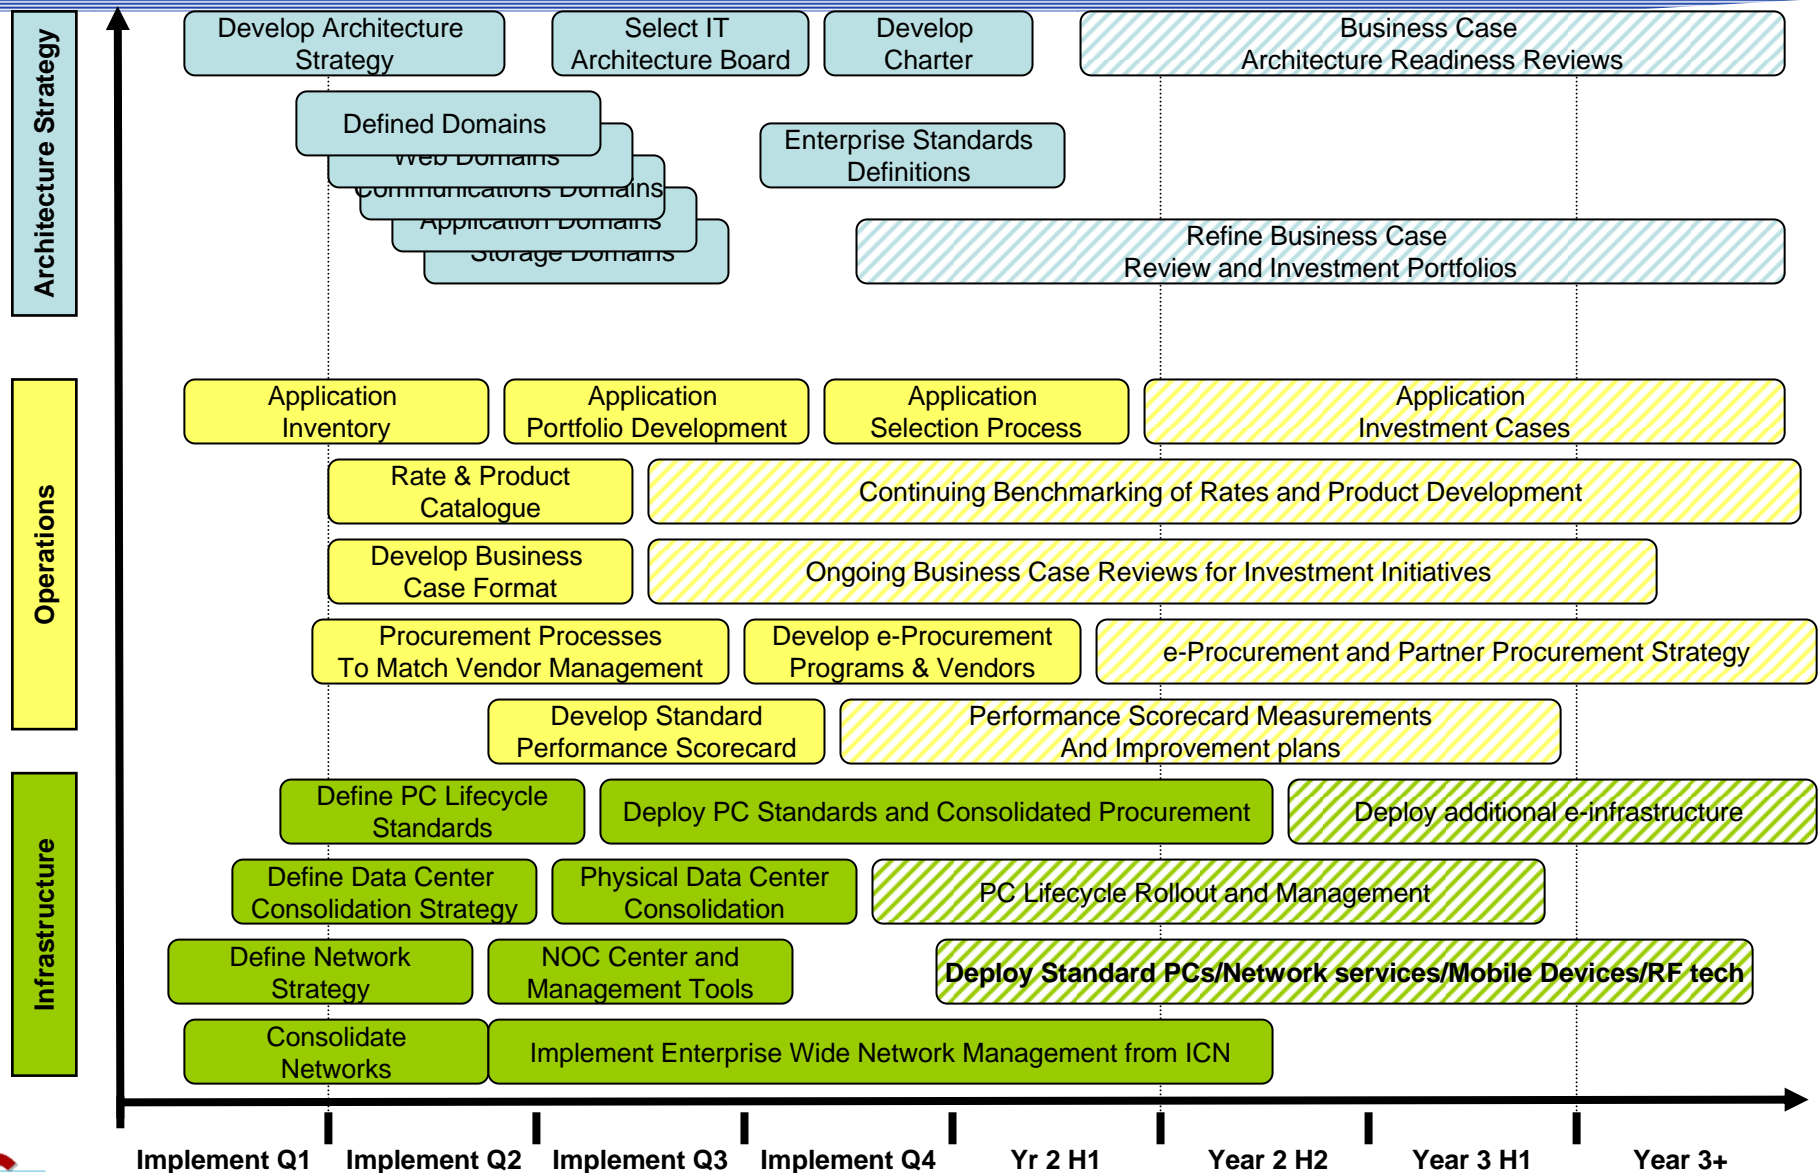 Architecture Strategy
Develop Architecture
Strategy
Select IT
Architecture Board
Develop
Charter
Business Case
Architecture Readiness Reviews
Defined Domains
Web Domains
Communications Domains
Application Domains
Storage Domains
Enterprise Standards
Definitions
Refine Business Case
Review and Investment Portfolios
Operations
Application
Inventory
Application
Portfolio Development
Application
Selection Process
Application
Investment Cases
Rate & Product
Catalogue
Continuing Benchmarking of Rates and Product Development
Develop Business
Case Format
Ongoing Business Case Reviews for Investment Initiatives
Procurement Processes
To Match Vendor Management
Develop e-Procurement
Programs & Vendors
e-Procurement and Partner Procurement Strategy
Develop Standard
Performance Scorecard
Performance Scorecard Measurements
And Improvement plans
Infrastructure
Define PC Lifecycle
Standards
Deploy PC Standards and Consolidated Procurement
Deploy additional e-infrastructure
Define Data Center
Consolidation Strategy
Physical Data Center
Consolidation
PC Lifecycle Rollout and Management
Define Network
Strategy
NOC Center and
Management Tools
Deploy Standard PCs/Network services/Mobile Devices/RF tech
Consolidate
Networks
Implement Enterprise Wide Network Management from ICN
Implement Q1
Implement Q2
Implement Q3
Implement Q4
Yr 2 H1
Year 2 H2
Year 3 H1
Year 3+